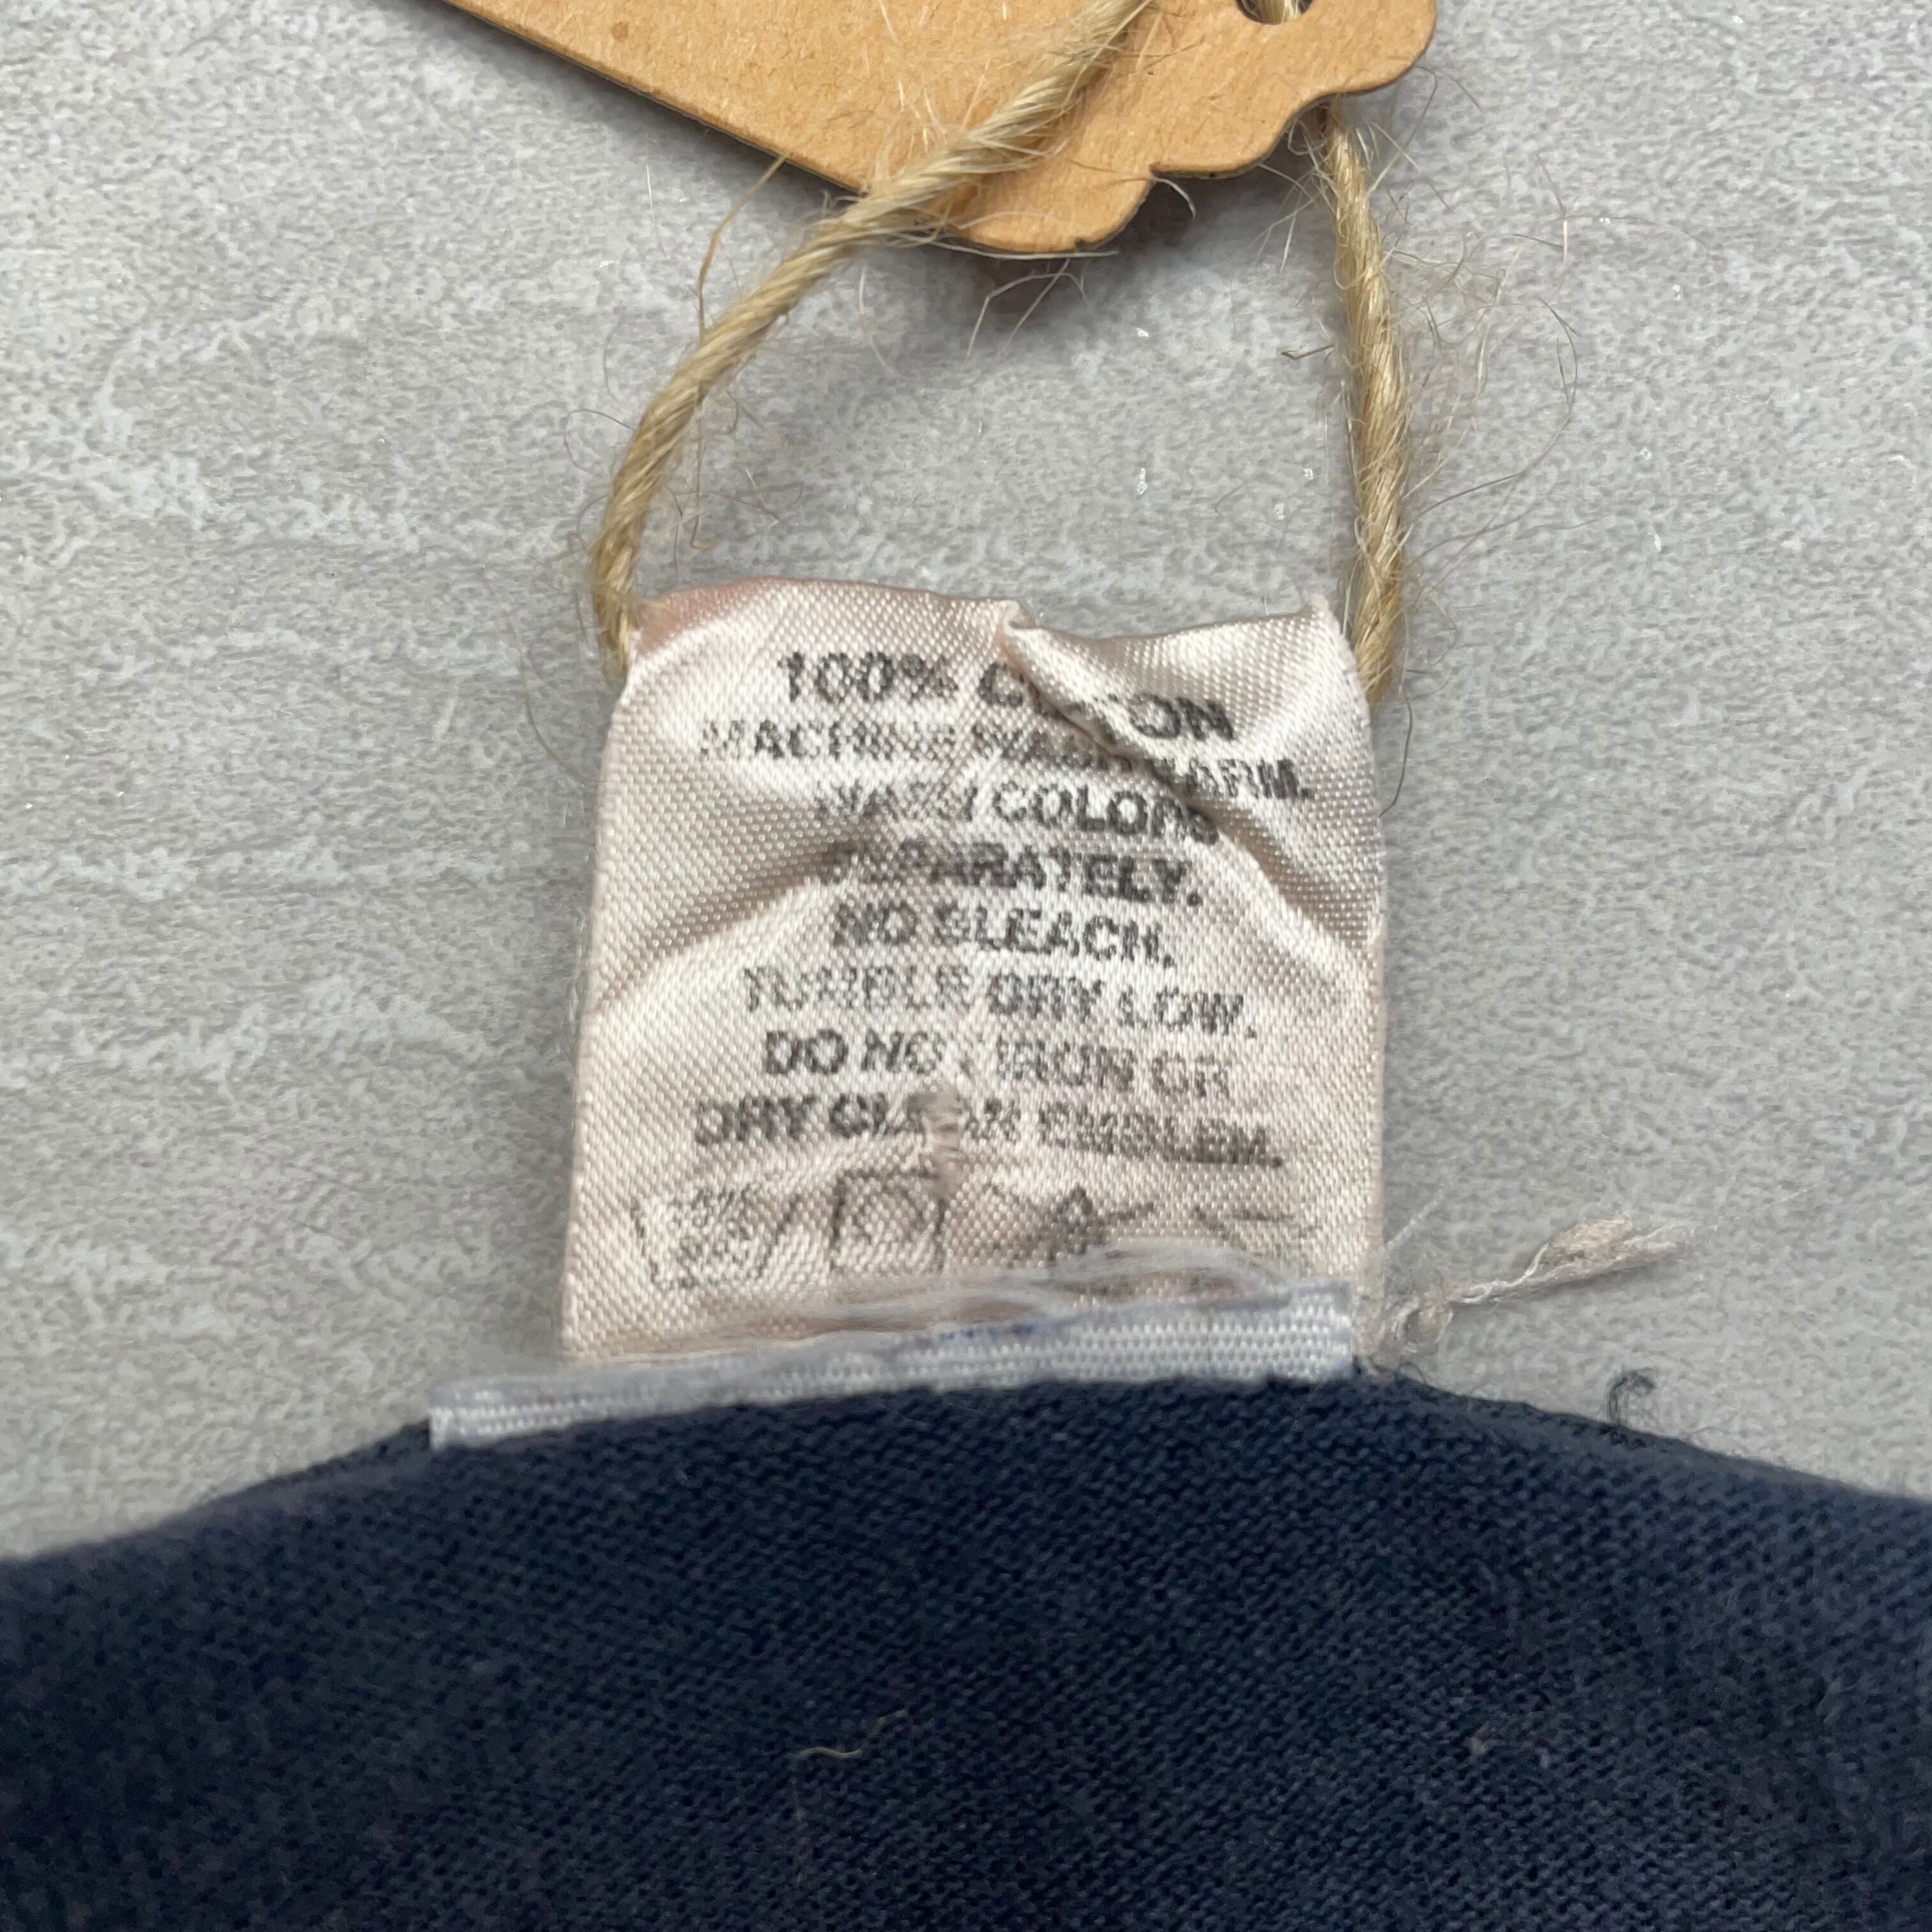 100% COTTON
MACHINE WASH WARM.
WASH COLORS
SEPARATELY.
NO BLEACH.
TUMBLE DRY LOW.
DO NOT IRON OR
DRY CLEAN EMBLEM.